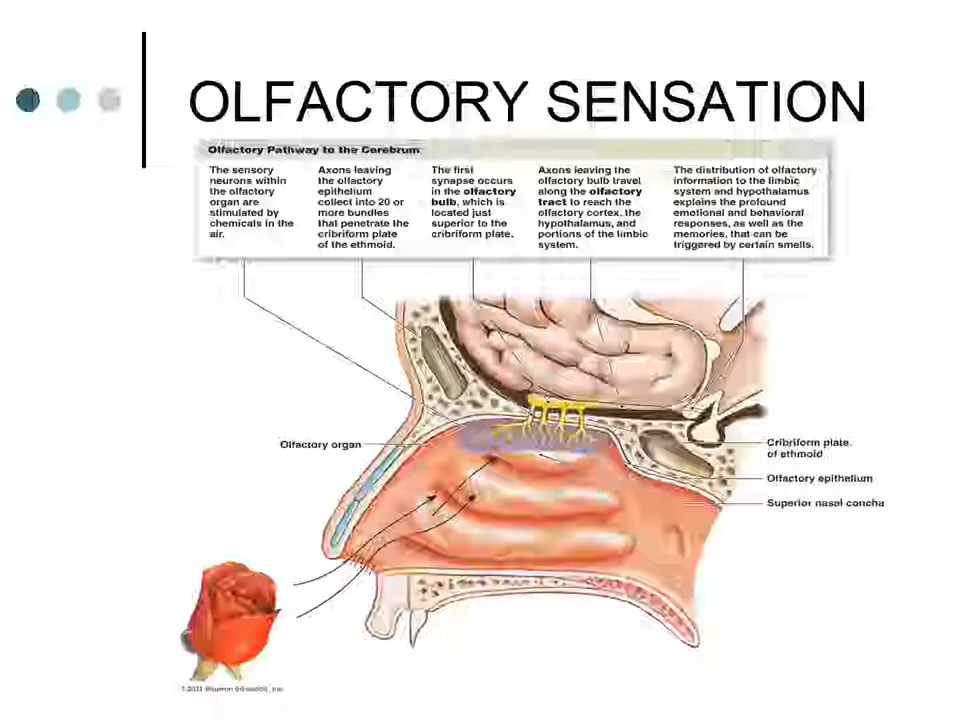 OLFACTORY SENSATION
Olfactory Pathway to the Cerebrum
The sensory
neurons within
the olfactory
organ are
stimulated by
chemicals in the
air.
Axons leaving
the olfactory
epithelium
collect into 20 or
more bundles
that penetrate the
cribriform plate
of the ethmoid.
The first
synapse occurs
in the olfactory
bulb, which is
located just
superior to the
cribriform plate.
Axons leaving the
olfactory bulb travel
along the olfactory
tract to reach the
olfactory cortex, the
hypothalamus, and
portions of the limbic
system.
The distribution of olfactory
information to the limbic
system and hypothalamus
explains the profound
emotional and behavioral
responses, as well as the
memories, that can be
triggered by certain smells.
Olfactory organ
Cribriform plate
of ethmoid
Olfactory epithelium
Superior nasal concha